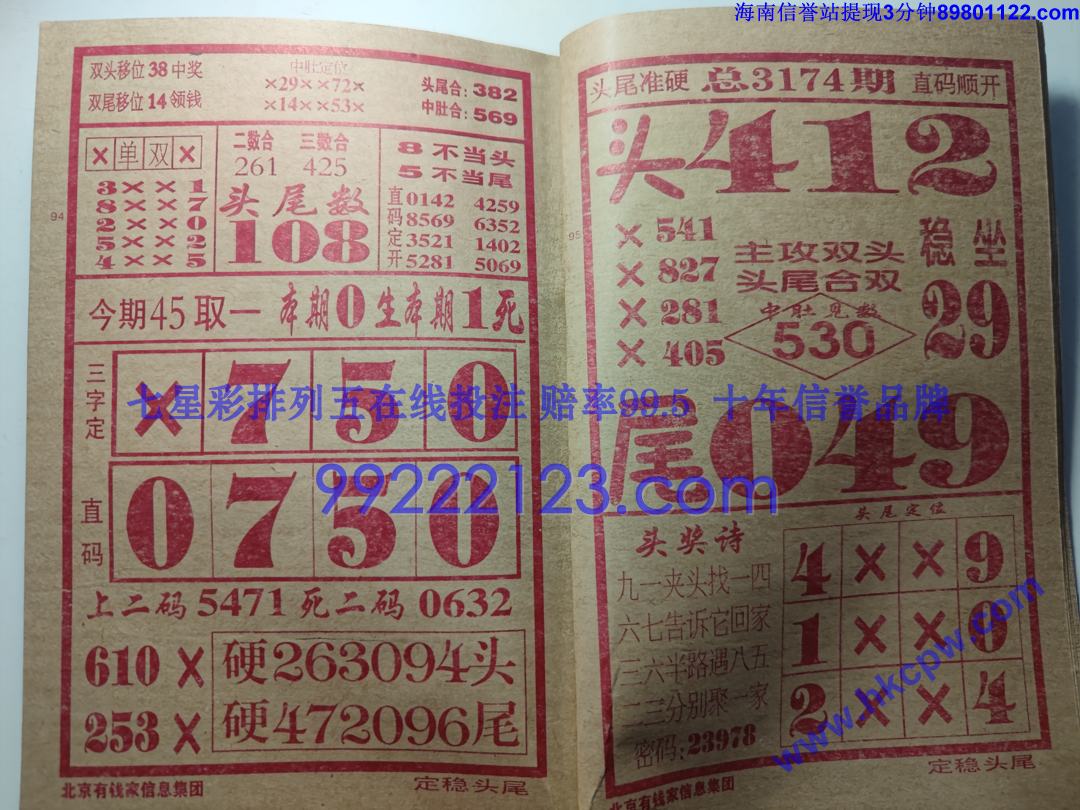 海南信誉站提现3分钟89801122.com
双头移位38中奖
双尾移位14领钱
中肚定位
×29××72×
×14××53×
头尾合:382
中肚合:569
×单双×
3××1
8××7
2××0
5××2
4××5
二数合 三数合
261 425
头尾数
108
8不当头
5不当尾
直码定开
0142 4259
8569 6352
3521 1402
5281 5069
94
今期45取一 本期0生本期1死
三字定
×750
直码
0750
上二码5471死二码0632
610× 硬263094头
253× 硬472096尾
北京有钱家信息集团
定稳头尾
头尾准硬 总3174期 直码顺开
头412
95
×541
×827
×281
×405
主攻双头
头尾合双
中肚见数
530
稳坐
29
尾049
头奖诗
九一夹头找一四
六七告诉它回家
三六半路遇八五
二三分别聚一家
密码:23978
头尾定位
4××9
1××0
2××4
北京有钱家信息集团
定稳头尾
七星彩排列五在线投注 赔率99.5 十年信誉品牌
99222123.com
www.hkcpw.com